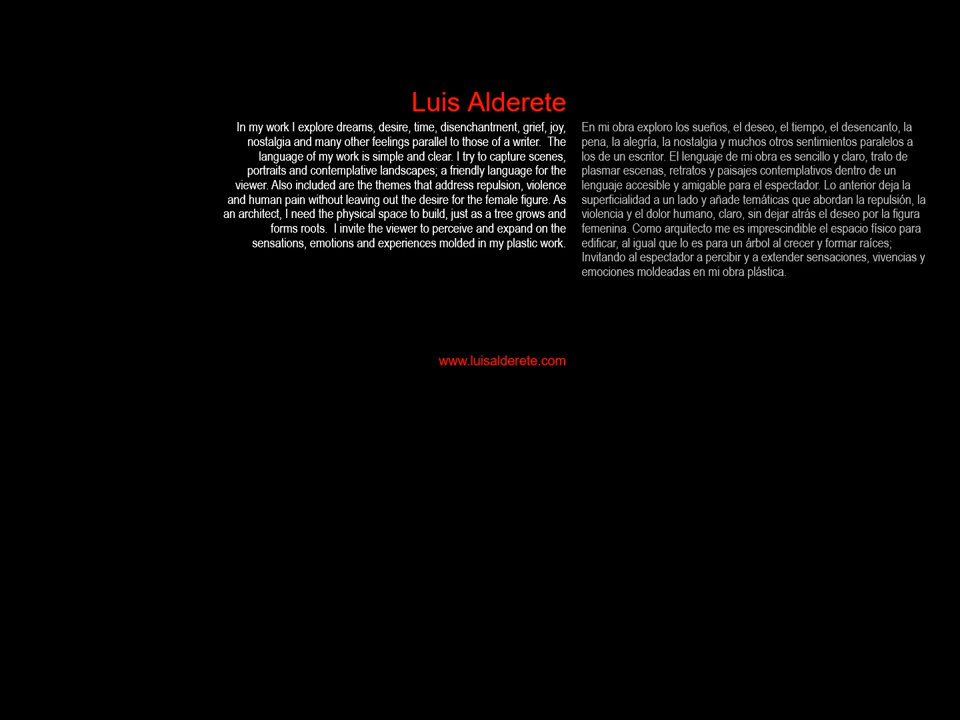 Luis Alderete
In my work I explore dreams, desire, time, disenchantment, grief, joy,
nostalgia and many other feelings parallel to those of a writer.  The
language of my work is simple and clear. I try to capture scenes,
portraits and contemplative landscapes; a friendly language for the
viewer. Also included are the themes that address repulsion, violence
and human pain without leaving out the desire for the female figure. As
an architect, I need the physical space to build, just as a tree grows and
forms roots.  I invite the viewer to perceive and expand on the
sensations, emotions and experiences molded in my plastic work.
En mi obra exploro los sueños, el deseo, el tiempo, el desencanto, la
pena, la alegría, la nostalgia y muchos otros sentimientos paralelos a
los de un escritor. El lenguaje de mi obra es sencillo y claro, trato de
plasmar escenas, retratos y paisajes contemplativos dentro de un
lenguaje accesible y amigable para el espectador. Lo anterior deja la
superficialidad a un lado y añade temáticas que abordan la repulsión, la
violencia y el dolor humano, claro, sin dejar atrás el deseo por la figura
femenina. Como arquitecto me es imprescindible el espacio físico para
edificar, al igual que lo es para un árbol al crecer y formar raíces;
Invitando al espectador a percibir y a extender sensaciones, vivencias y
emociones moldeadas en mi obra plástica.
www.luisalderete.com